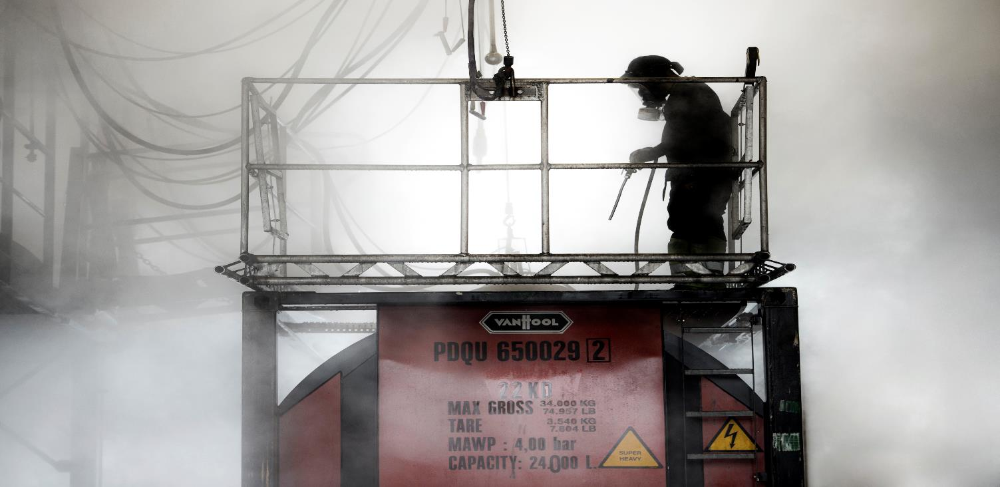 VANHOOL
PDQU 650029 2
22 KD
MAX GROSS 34.000 KG
74.957 LB
TARE 3.540 KG
7.804 LB
MAWP : 4,00 bar
CAPACITY: 24.000 L.
SUPER
HEAVY